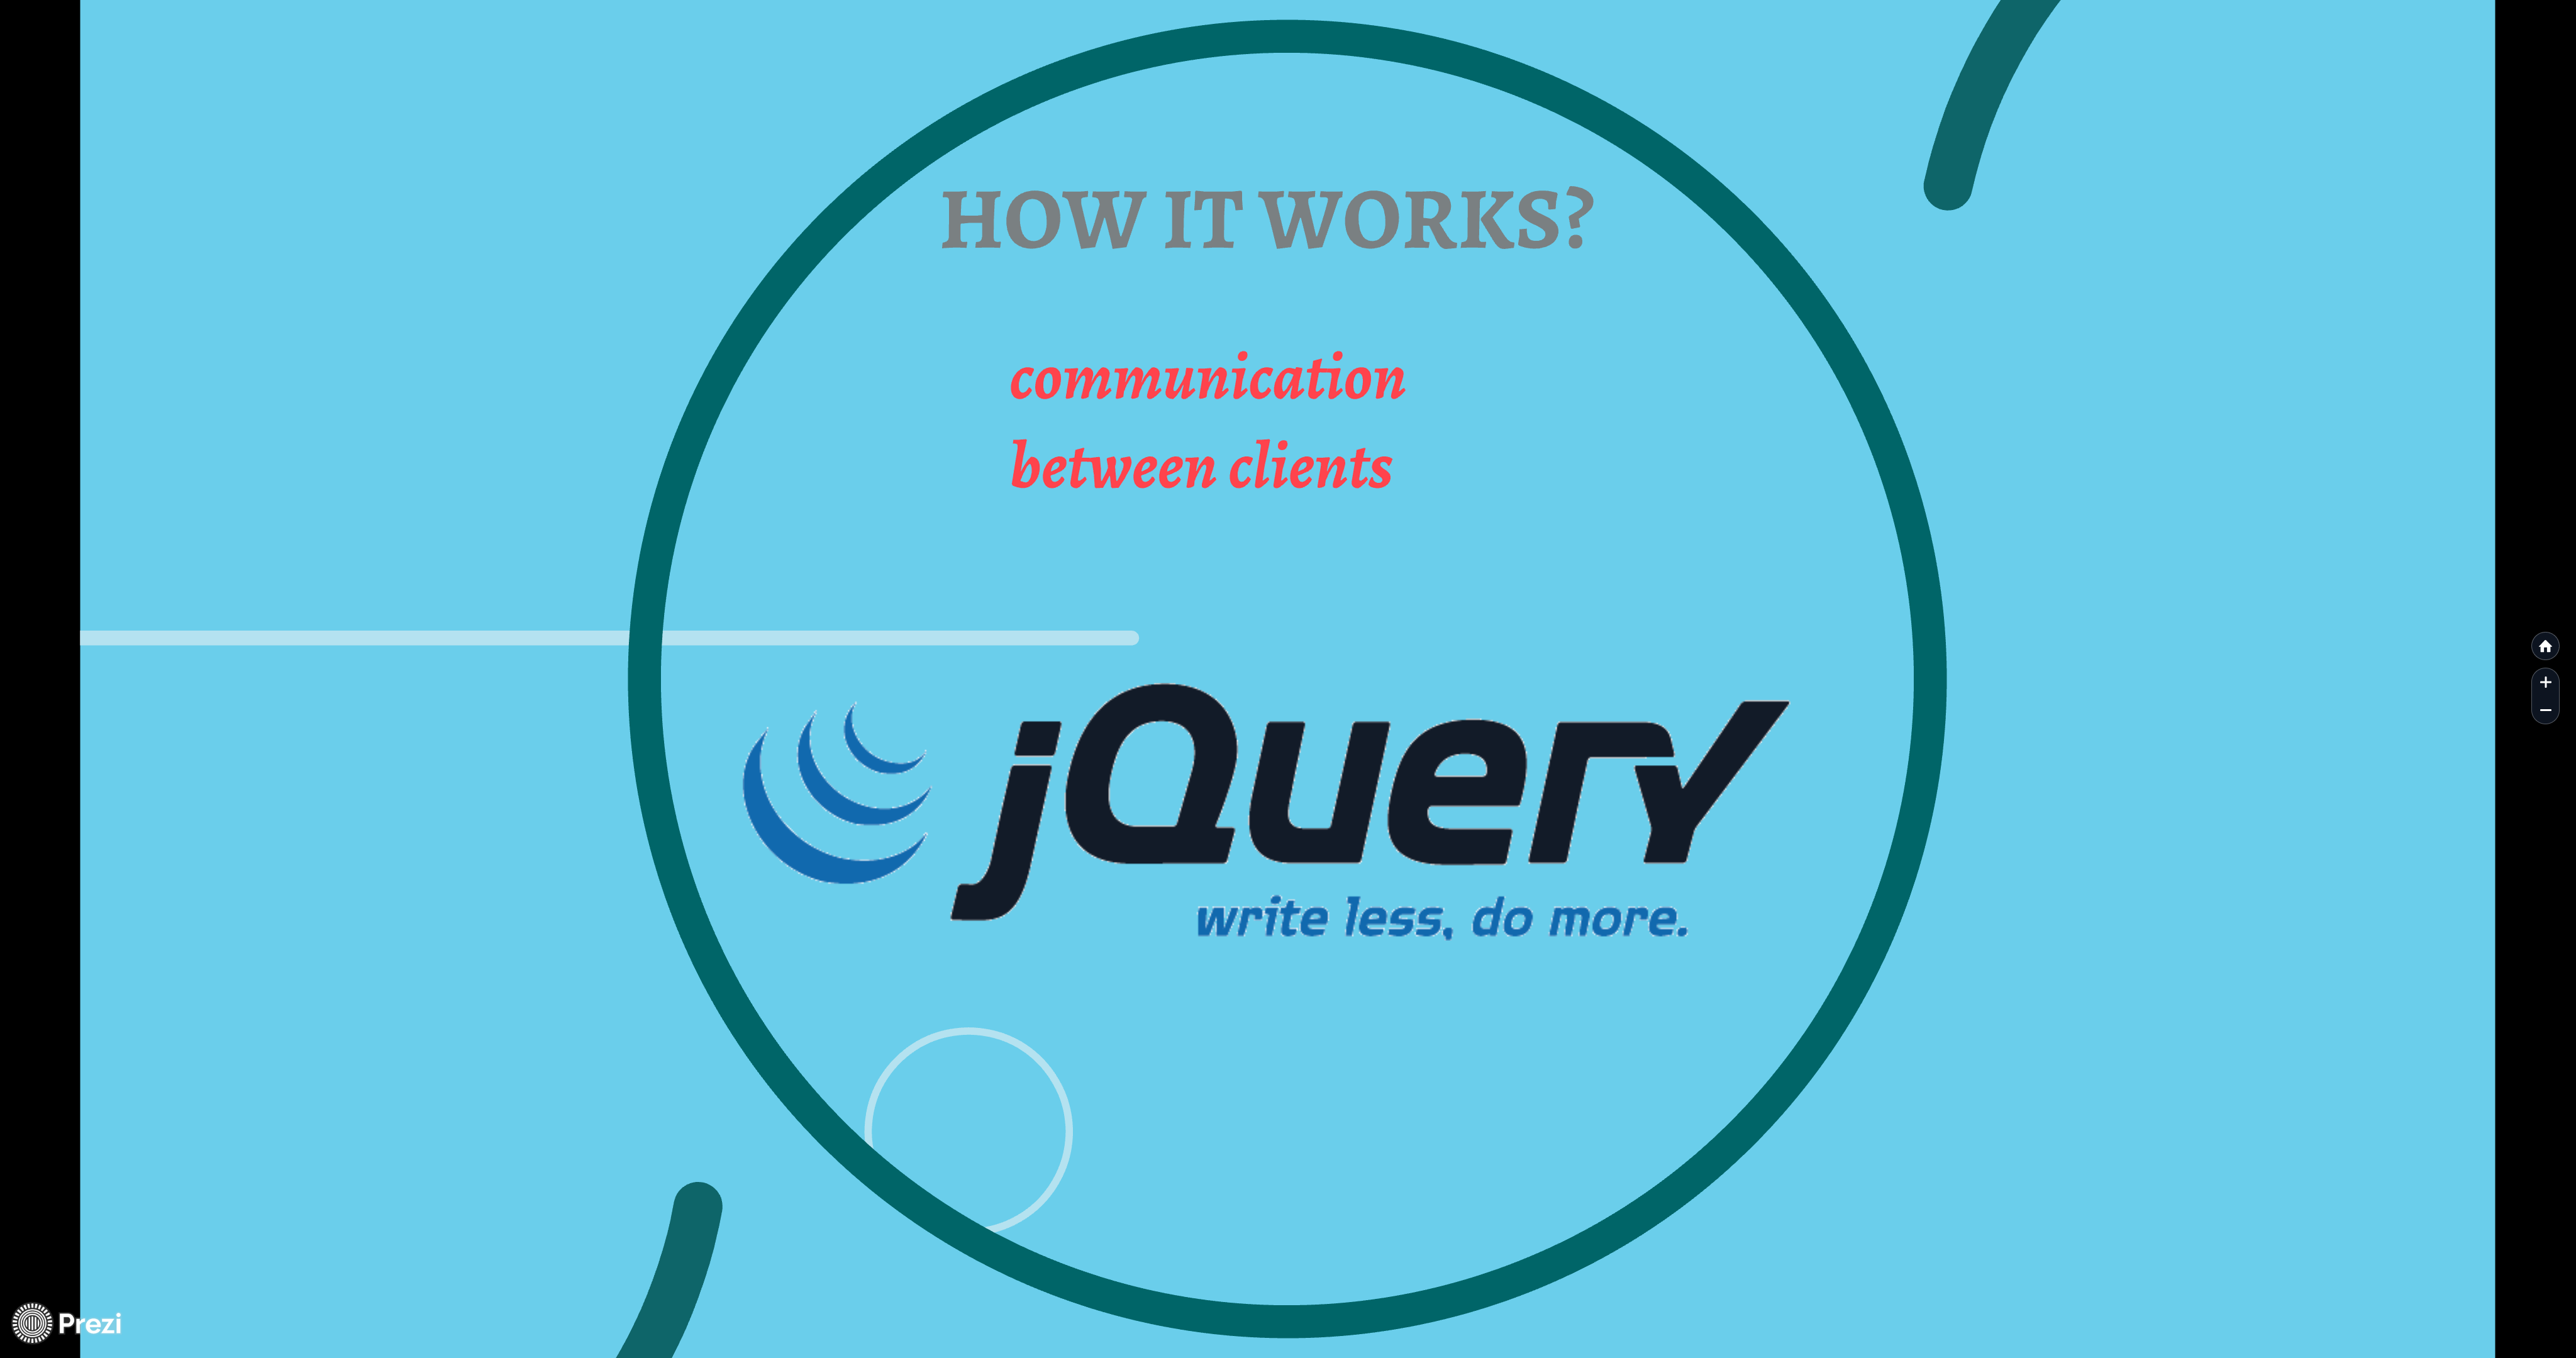 HOW IT WORKS?
communication
between clients
jQuery
write less, do more.
Prezi